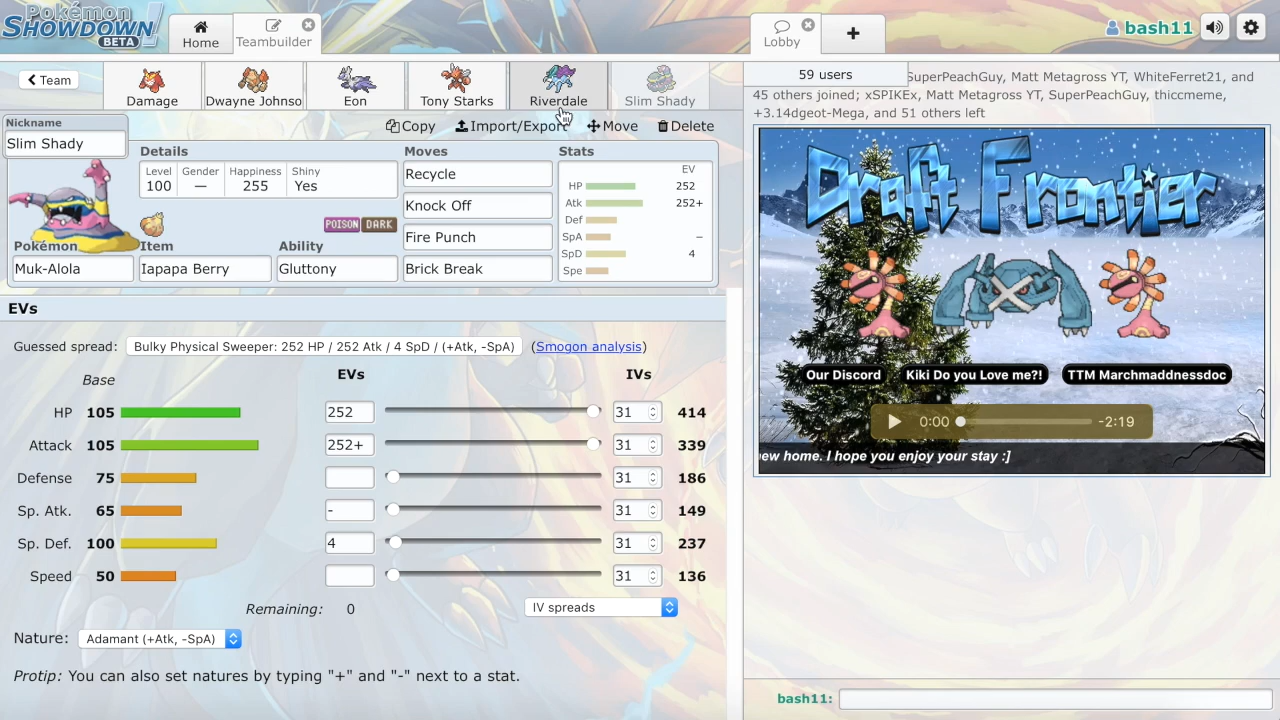 Pokémon
SHOWDOWN!
BETA
Home
Teambuilder
Lobby
+
bash11
< Team
Damage
Dwayne Johnso
Eon
Tony Starks
Riverdale
Slim Shady
Copy
Import/Export
Move
Delete
Nickname
Slim Shady
Details
Level
100
Gender
—
Happiness
255
Shiny
Yes
POISON DARK
Pokémon
Muk-Alola
Item
Iapapa Berry
Ability
Gluttony
Moves
Recycle
Knock Off
Fire Punch
Brick Break
Stats
EV
HP 252
Atk 252+
Def
SpA –
SpD 4
Spe
EVs
Guessed spread: Bulky Physical Sweeper: 252 HP / 252 Atk / 4 SpD / (+Atk, -SpA) (Smogon analysis)
Base EVs IVs
HP 105 252 31 414
Attack 105 252+ 31 339
Defense 75 31 186
Sp. Atk. 65 - 31 149
Sp. Def. 100 4 31 237
Speed 50 31 136
Remaining: 0
IV spreads
Nature: Adamant (+Atk, -SpA)
Protip: You can also set natures by typing "+" and "-" next to a stat.
59 users
SuperPeachGuy, Matt Metagross YT, WhiteFerret21, and
45 others joined; xSPIKEx, Matt Metagross YT, SuperPeachGuy, thiccmeme,
+3.14dgeot-Mega, and 51 others left
Draft Frontier
Our Discord
Kiki Do you Love me?!
TTM Marchmaddnessdoc
0:00 -2:19
new home. I hope you enjoy your stay :]
bash11: